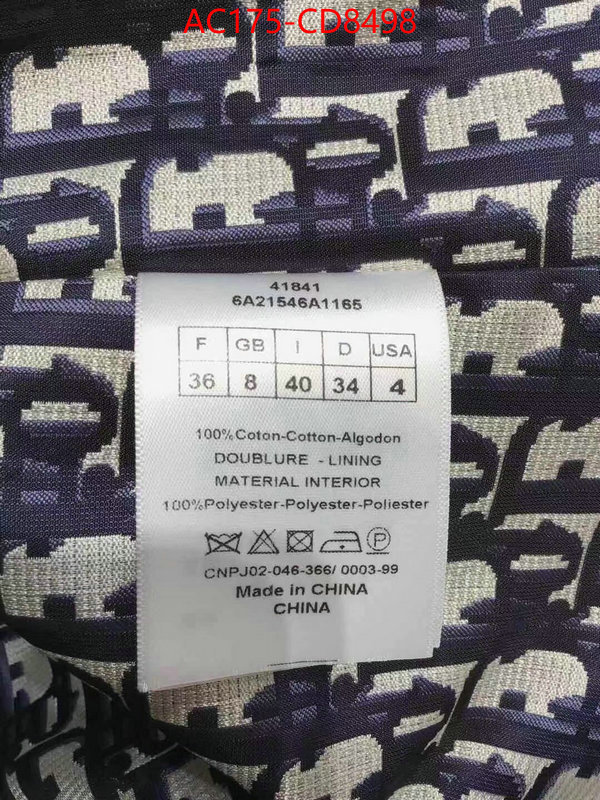 AC175-CD8498
41841
6A21546A1165
F GB I D USA
36 8 40 34 4
100%Coton-Cotton-Algodon
DOUBLURE - LINING
MATERIAL INTERIOR
100%Polyester-Polyester-Poliester
P
CNPJ02-046-366/ 0003-99
Made in CHINA
CHINA